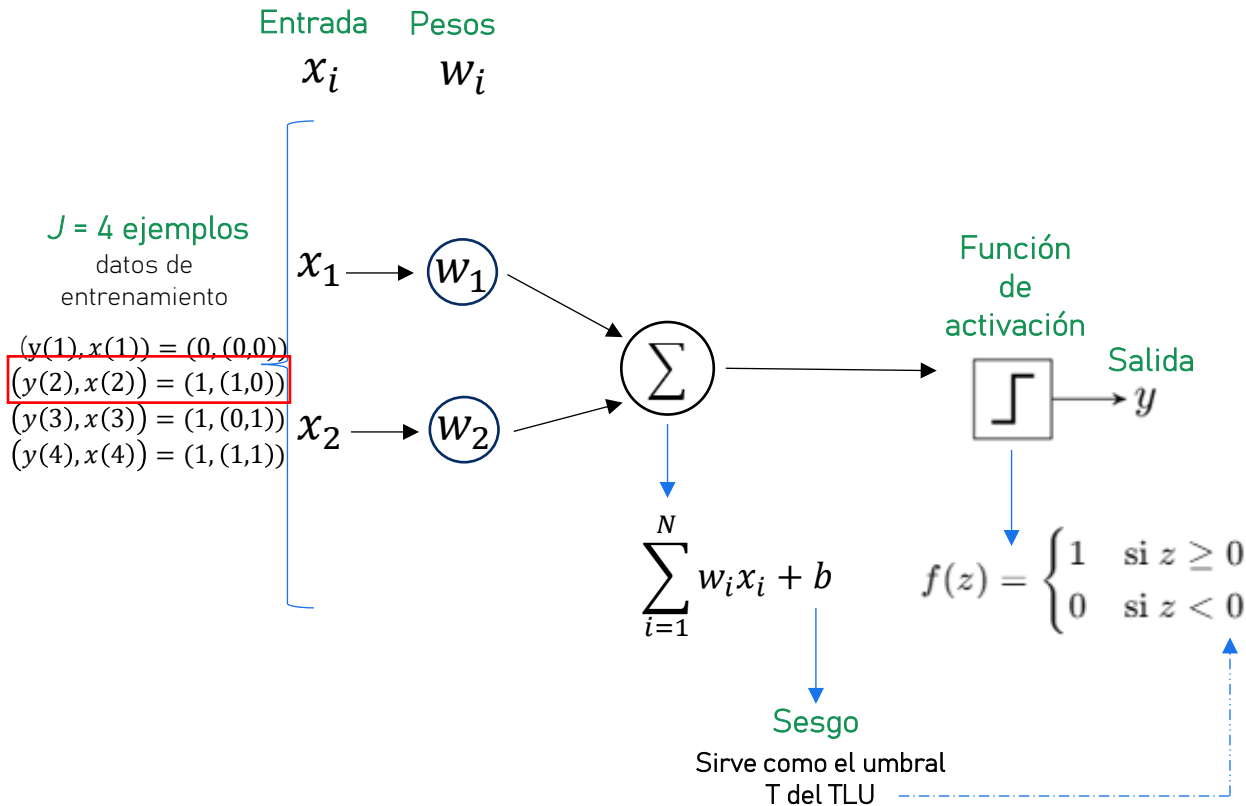 Entrada Pesos
x_i w_i
J = 4 ejemplos
datos de
entrenamiento
(y(1), x(1)) = (0, (0,0))
(y(2), x(2)) = (1, (1,0))
(y(3), x(3)) = (1, (0,1))
(y(4), x(4)) = (1, (1,1))
x_1 w_1
x_2 w_2
∑
∑_{i=1}^{N} w_i x_i + b
Sesgo
Sirve como el umbral
T del TLU
Función
de
activación
Salida
y
f(z) = { 1 si z ≥ 0
0 si z < 0